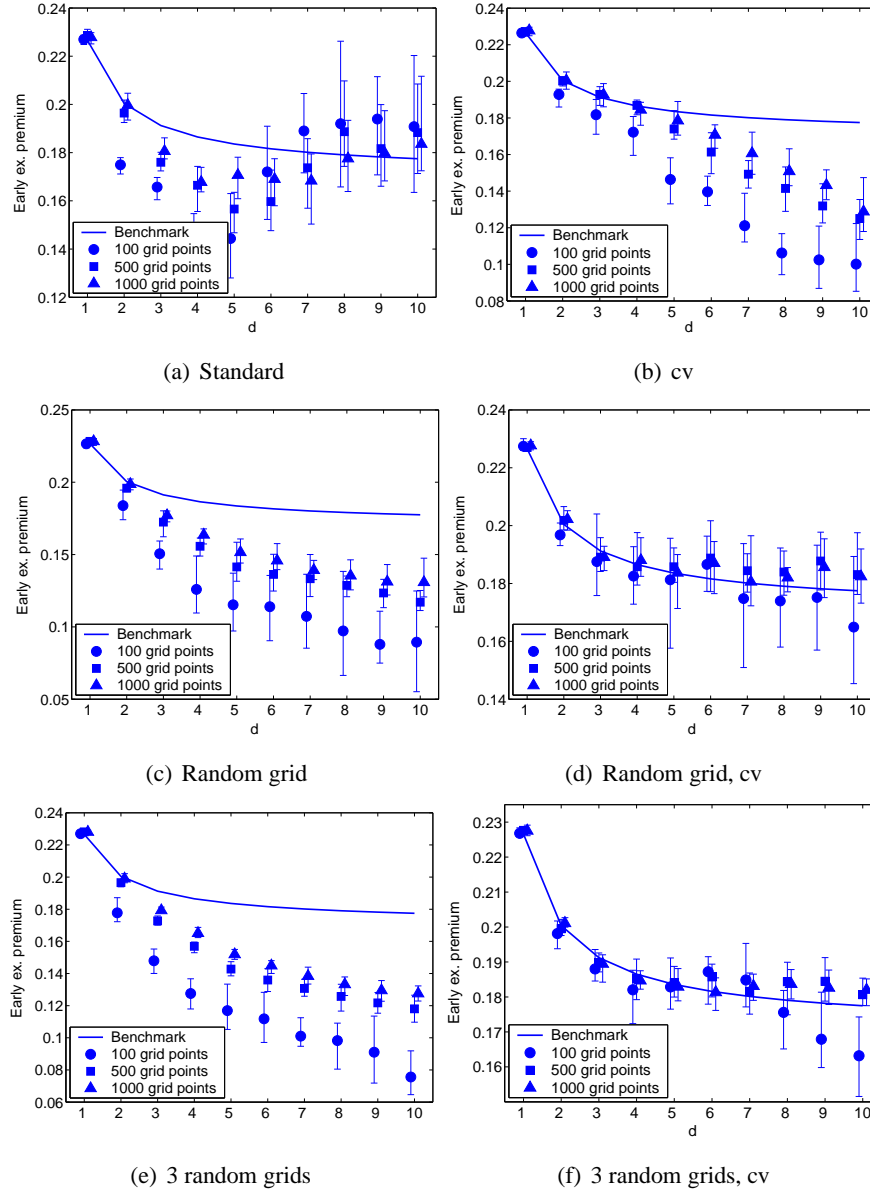 0.24
0.22
0.2
0.18
0.16
0.14
0.12
Early ex. premium
Benchmark
100 grid points
500 grid points
1000 grid points
1 2 3 4 5 6 7 8 9 10
d
(a) Standard
0.24
0.22
0.2
0.18
0.16
0.14
0.12
0.1
0.08
Early ex. premium
Benchmark
100 grid points
500 grid points
1000 grid points
1 2 3 4 5 6 7 8 9 10
d
(b) cv
0.25
0.2
0.15
0.1
0.05
Early ex. premium
Benchmark
100 grid points
500 grid points
1000 grid points
1 2 3 4 5 6 7 8 9 10
d
(c) Random grid
0.24
0.22
0.2
0.18
0.16
0.14
Early ex. premium
Benchmark
100 grid points
500 grid points
1000 grid points
1 2 3 4 5 6 7 8 9 10
d
(d) Random grid, cv
0.24
0.22
0.2
0.18
0.16
0.14
0.12
0.1
0.08
0.06
Early ex. premium
Benchmark
100 grid points
500 grid points
1000 grid points
1 2 3 4 5 6 7 8 9 10
d
(e) 3 random grids
0.23
0.22
0.21
0.2
0.19
0.18
0.17
0.16
Early ex. premium
Benchmark
100 grid points
500 grid points
1000 grid points
1 2 3 4 5 6 7 8 9 10
d
(f) 3 random grids, cv